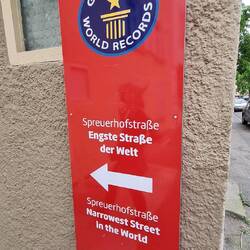 WORLD RECORDS
Spreuerhofstraße
Engste Straße
der Welt
Spreuerhofstraße
Narrowest Street
in the World